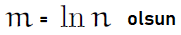 m = ln n olsun